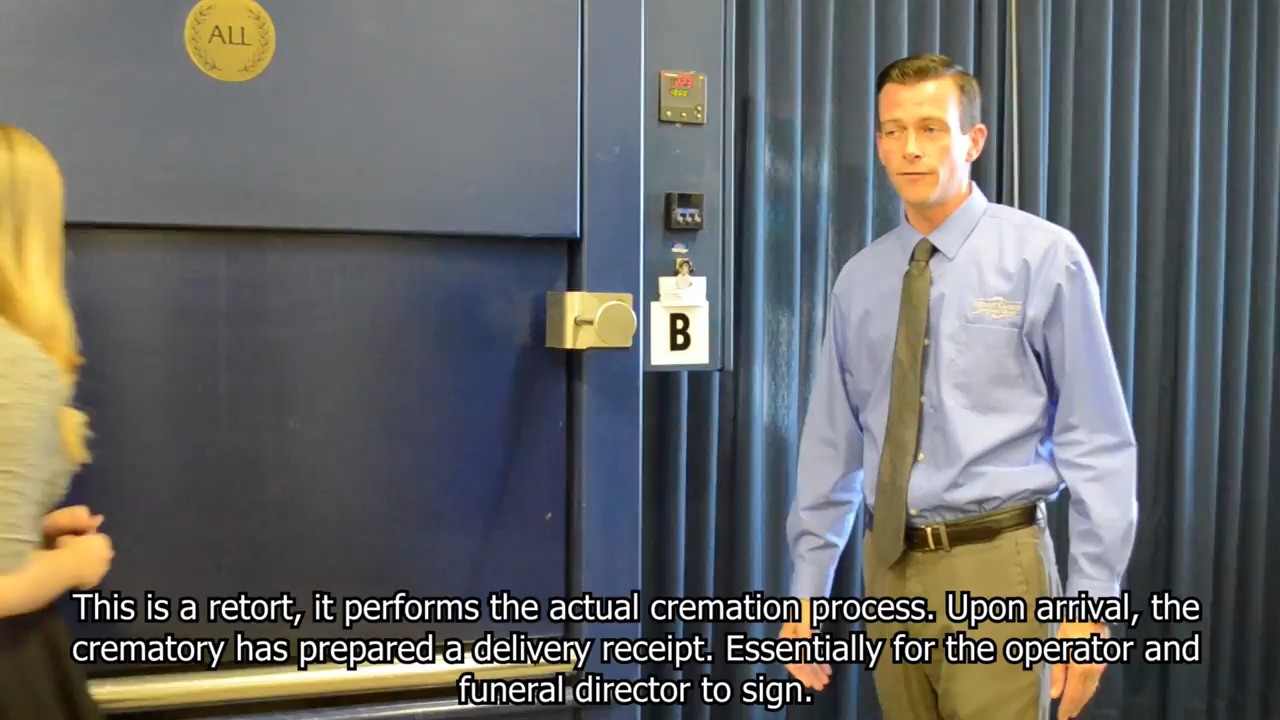 ALL
B
This is a retort, it performs the actual cremation process. Upon arrival, the
crematory has prepared a delivery receipt. Essentially for the operator and
funeral director to sign.